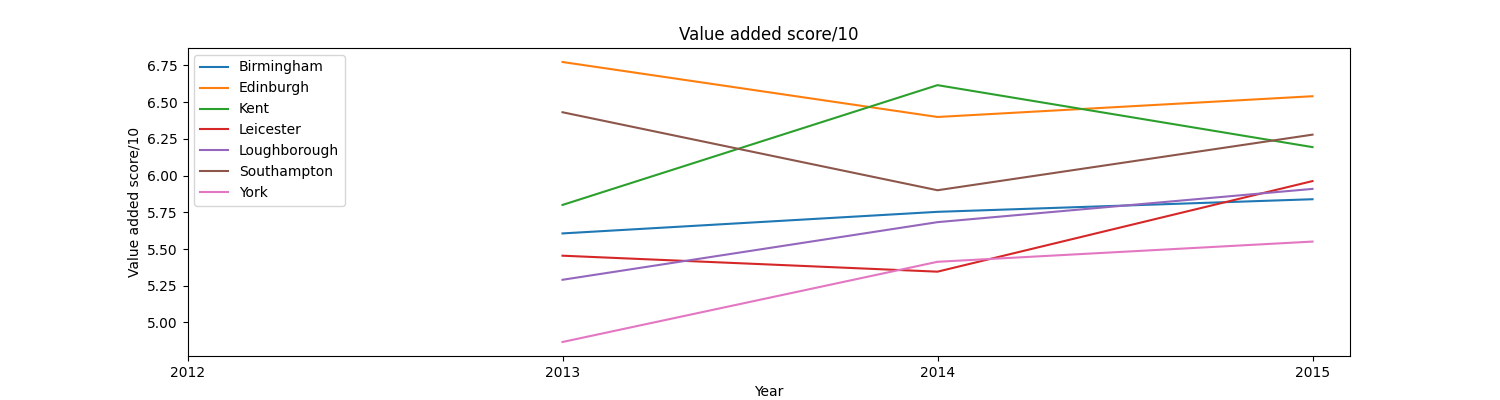 Value added score/10
Birmingham
Edinburgh
Kent
Leicester
Loughborough
Southampton
York
Value added score/10
6.75
6.50
6.25
6.00
5.75
5.50
5.25
5.00
2012
2013
2014
2015
Year